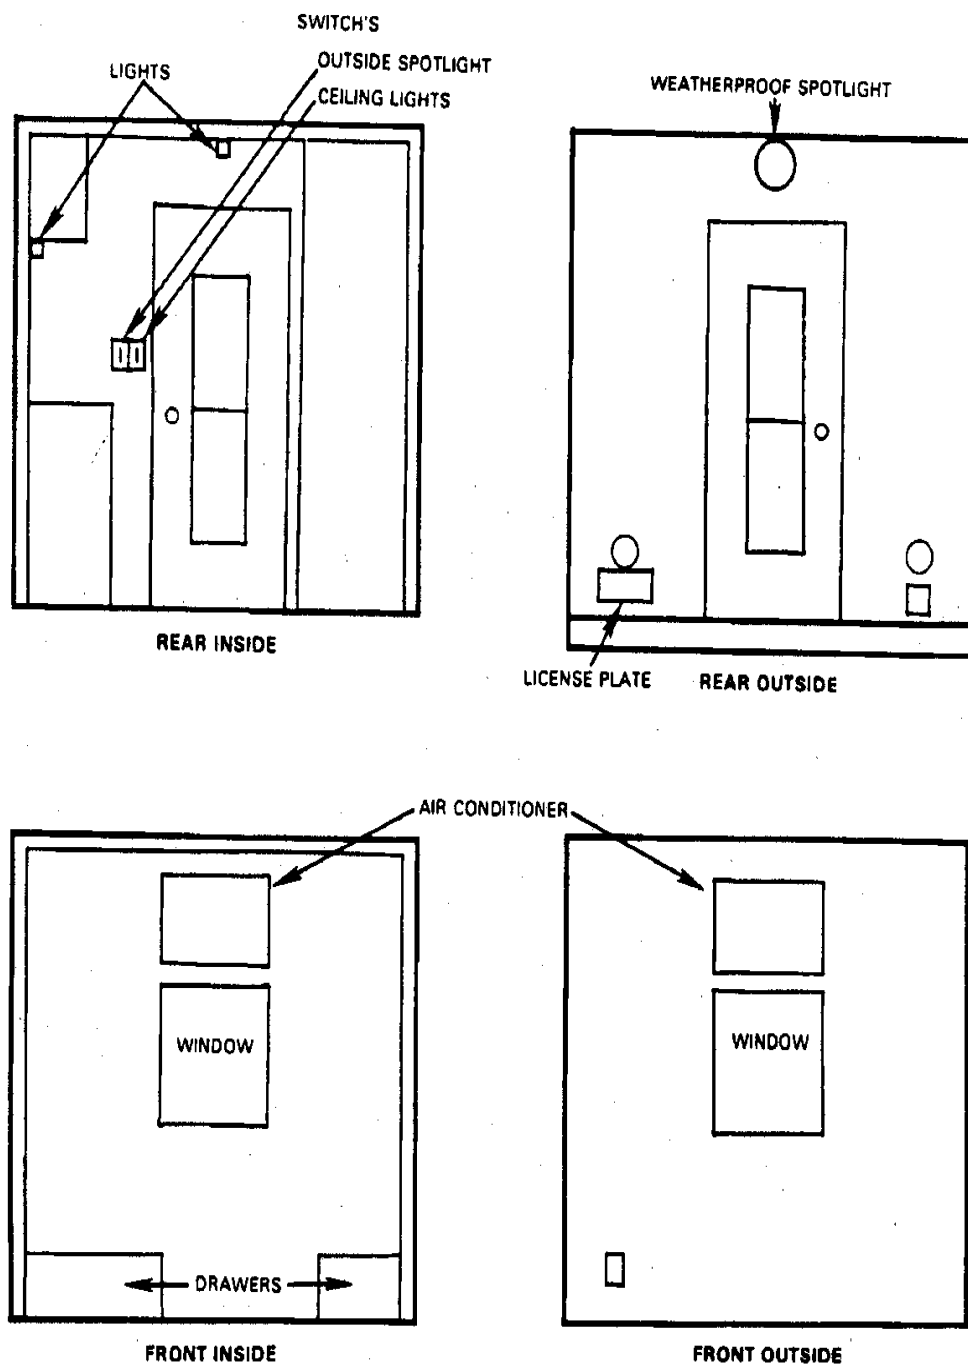 SWITCH'S
OUTSIDE SPOTLIGHT
LIGHTS
CEILING LIGHTS
WEATHERPROOF SPOTLIGHT
REAR INSIDE
LICENSE PLATE
REAR OUTSIDE
AIR CONDITIONER
WINDOW
WINDOW
DRAWERS
FRONT INSIDE
FRONT OUTSIDE